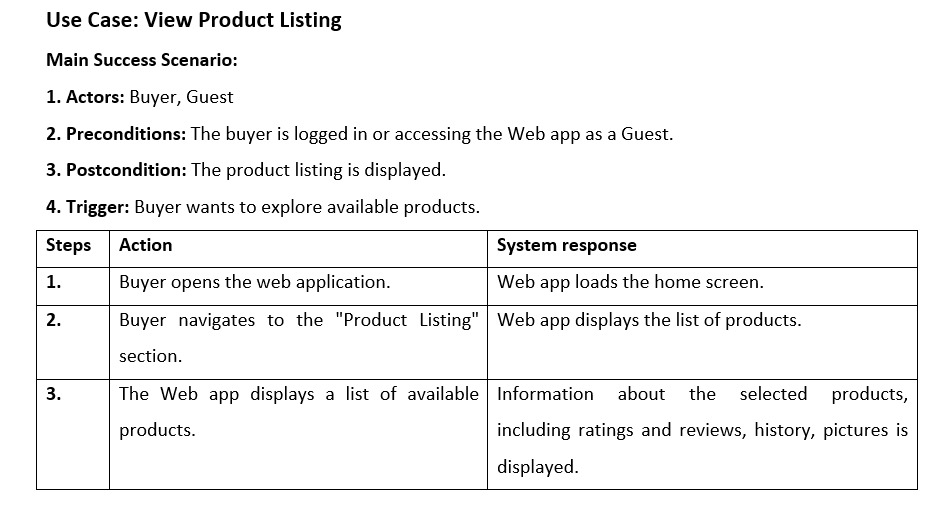 Use Case: View Product Listing
Main Success Scenario:
1. Actors: Buyer, Guest
2. Preconditions: The buyer is logged in or accessing the Web app as a Guest.
3. Postcondition: The product listing is displayed.
4. Trigger: Buyer wants to explore available products.
Steps Action System response
1. Buyer opens the web application. Web app loads the home screen.
2. Buyer navigates to the "Product Listing" Web app displays the list of products.
section.
3. The Web app displays a list of available Information about the selected products,
products. including ratings and reviews, history, pictures is
displayed.